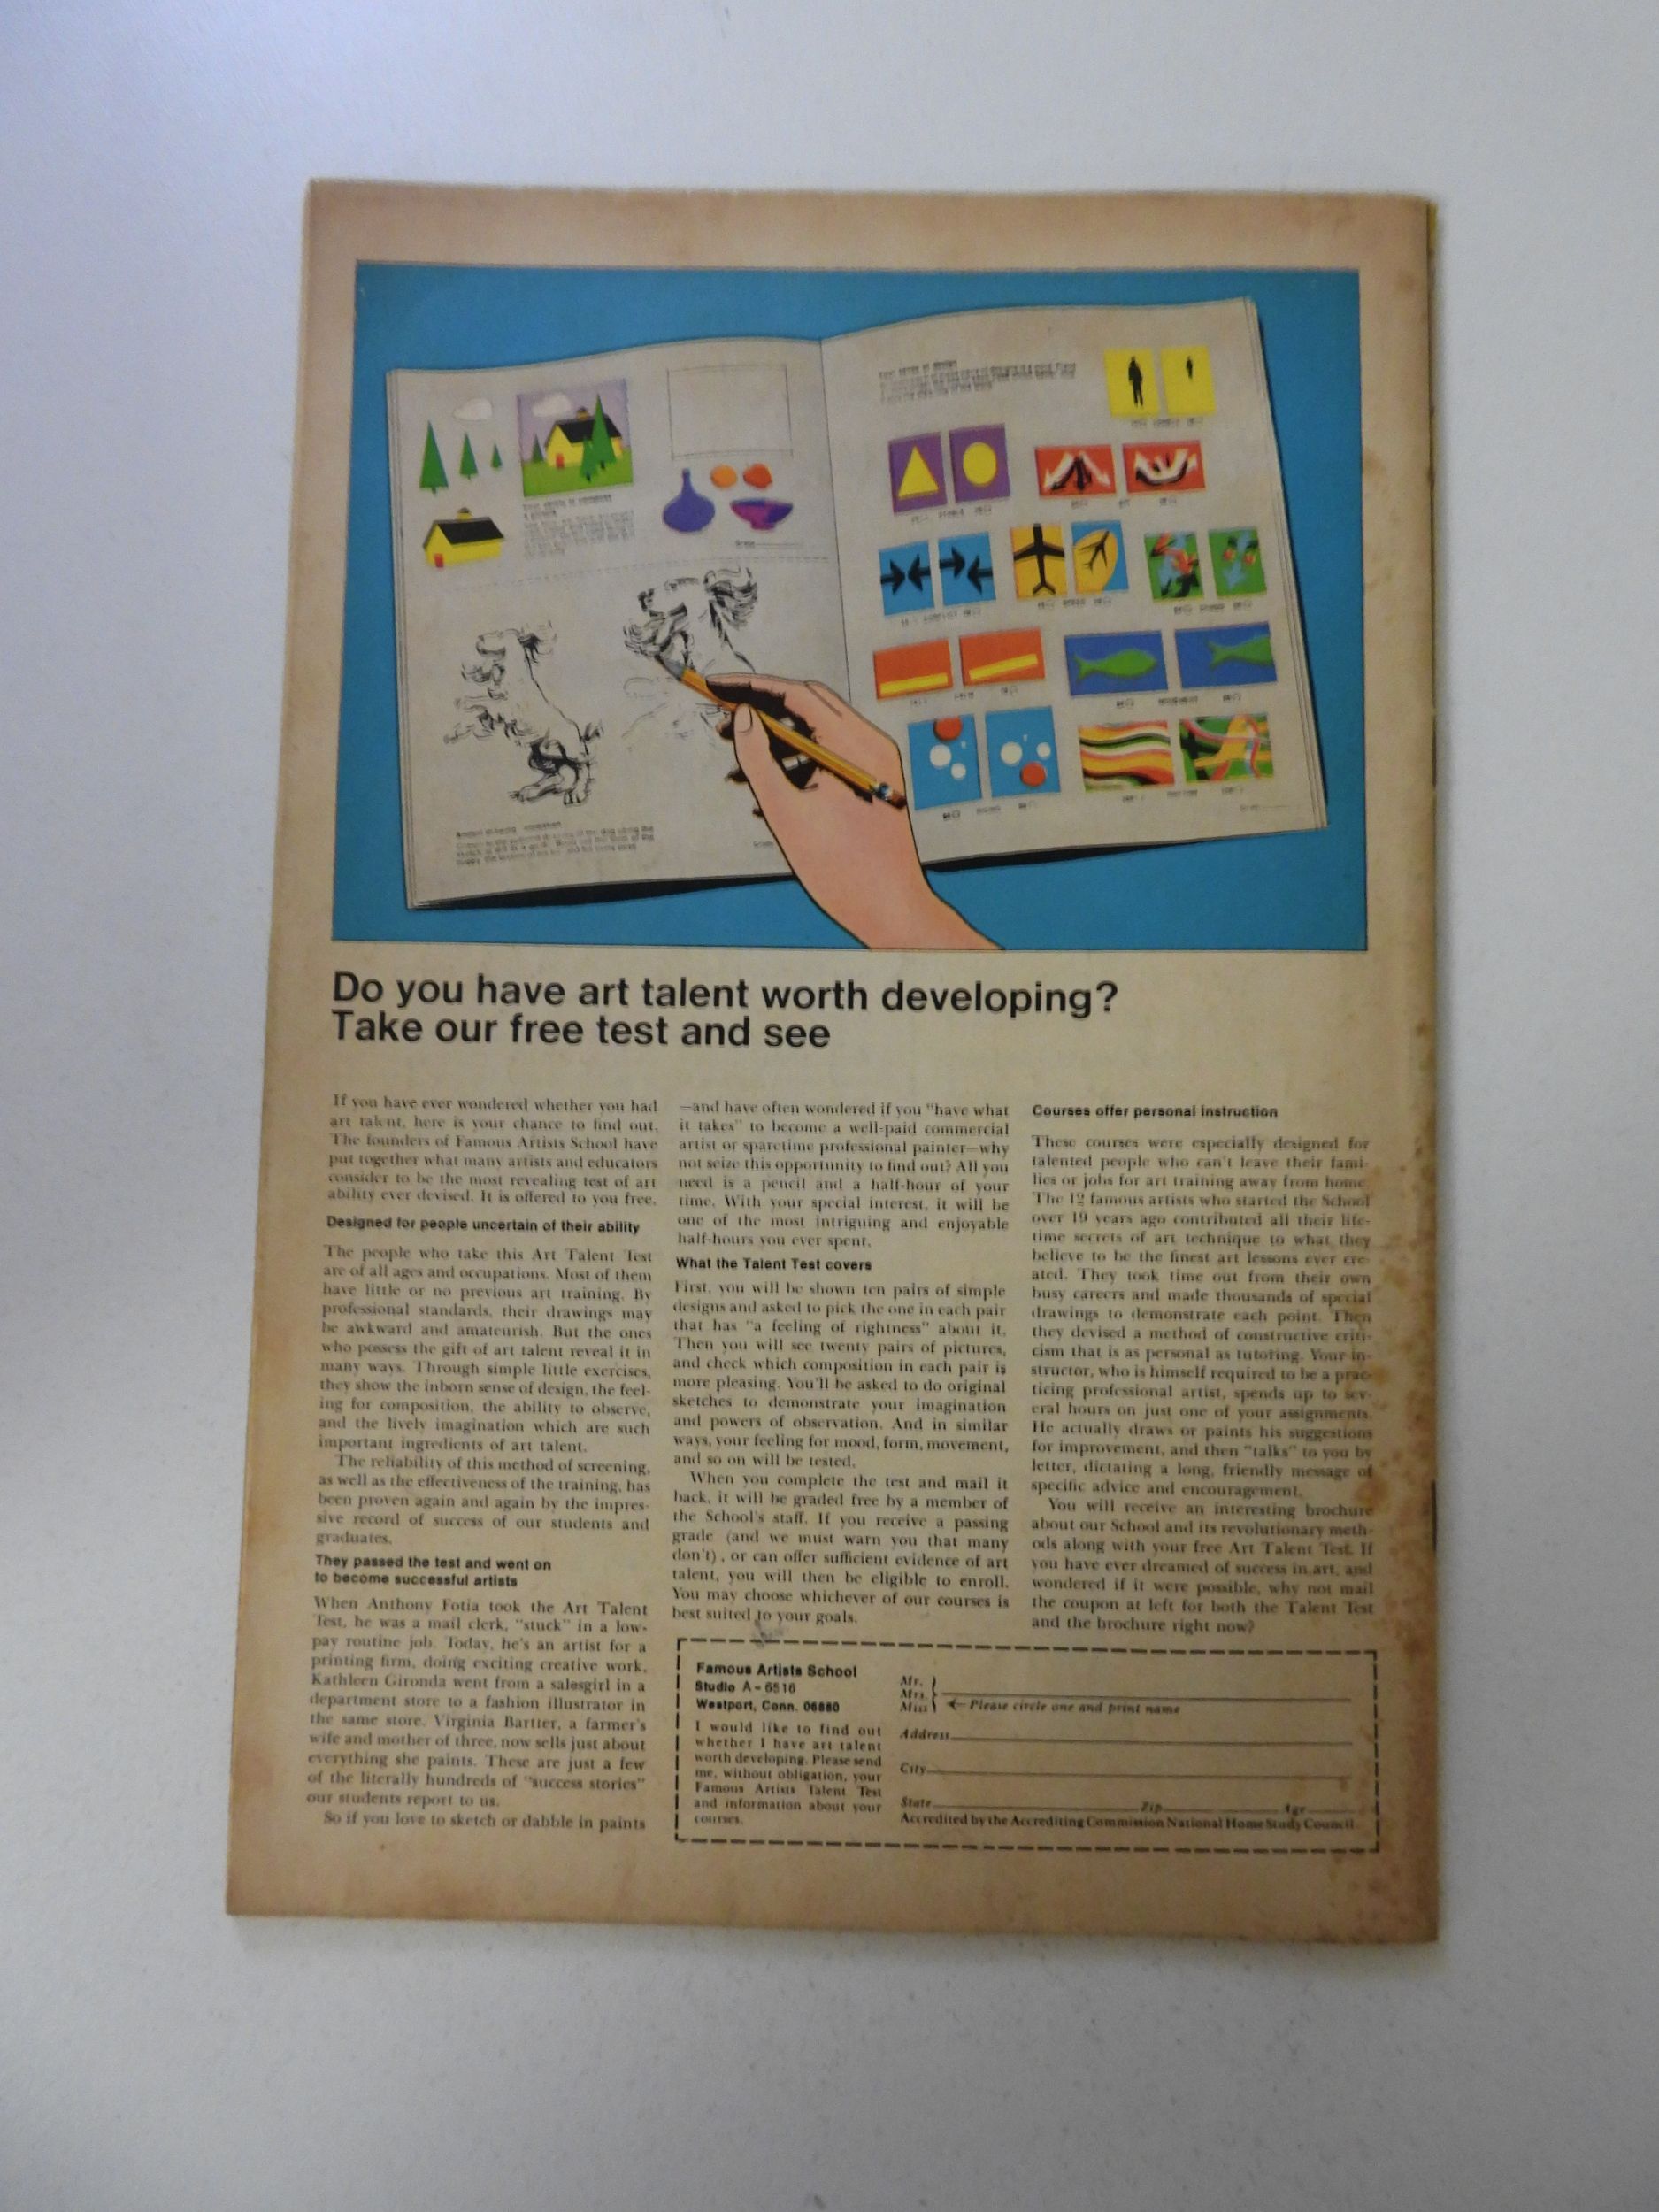 Do you have art talent worth developing?
Take our free test and see
If you have ever wondered whether you had
art talent, here is your chance to find out.
The founders of Famous Artists School have
put together what many artists and educators
consider to be the most revealing test of art
ability ever devised. It is offered to you free.
Designed for people uncertain of their ability
The people who take this Art Talent Test
are of all ages and occupations. Most of them
have little or no previous art training. By
professional standards, their drawings may
be awkward and amateurish. But the ones
who possess the gift of art talent reveal it in
many ways. Through simple little exercises,
they show the inborn sense of design, the feel-
ing for composition, the ability to observe,
and the lively imagination which are such
important ingredients of art talent.
The reliability of this method of screening,
as well as the effectiveness of the training, has
been proven again and again by the impres-
sive record of success of our students and
graduates.
They passed the test and went on
to become successful artists
When Anthony Fotia took the Art Talent
Test, he was a mail clerk, "stuck" in a low-
pay routine job. Today, he's an artist for a
printing firm, doing exciting creative work.
Kathleen Gironda went from a salesgirl in a
department store to a fashion illustrator in
the same store. Virginia Bartter, a farmer's
wife and mother of three, now sells just about
everything she paints. These are just a few
of the literally hundreds of "success stories"
our students report to us.
So if you love to sketch or dabble in paints
—and have often wondered if you "have what
it takes" to become a well-paid commercial
artist or sparetime professional painter—why
not seize this opportunity to find out? All you
need is a pencil and a half-hour of your
time. With your special interest, it will be
one of the most intriguing and enjoyable
half-hours you ever spent.
What the Talent Test covers
First, you will be shown ten pairs of simple
designs and asked to pick the one in each pair
that has "a feeling of rightness" about it.
Then you will see twenty pairs of pictures,
and check which composition in each pair is
more pleasing. You'll be asked to do original
sketches to demonstrate your imagination
and powers of observation. And in similar
ways, your feeling for mood, form, movement,
and so on will be tested.
When you complete the test and mail it
back, it will be graded free by a member of
the School's staff. If you receive a passing
grade (and we must warn you that many
don't), or can offer sufficient evidence of art
talent, you will then be eligible to enroll.
You may choose whichever of our courses is
best suited to your goals.
Courses offer personal instruction
These courses were especially designed for
talented people who can't leave their fami-
lies or jobs for art training away from home.
The 12 famous artists who started the School
over 19 years ago contributed all their life-
time secrets of art technique to what they
believe to be the finest art lessons ever cre-
ated. They took time out from their own
busy careers and made thousands of special
drawings to demonstrate each point. Then
they devised a method of constructive criti-
cism that is as personal as tutoring. Your in-
structor, who is himself required to be a prac-
ticing professional artist, spends up to sev-
eral hours on just one of your assignments.
He actually draws or paints his suggestions
for improvement, and then "talks" to you by
letter, dictating a long, friendly message of
specific advice and encouragement.
You will receive an interesting brochure
about our School and its revolutionary meth-
ods along with your free Art Talent Test. If
you have ever dreamed of success in art, and
wondered if it were possible, why not mail
the coupon at left for both the Talent Test
and the brochure right now?
Famous Artists School
Studio A-6516
Westport, Conn. 06880
I would like to find out
whether I have art talent
worth developing. Please send
me, without obligation, your
Famous Artists Talent Test
and information about your
courses.
Mr.
Mrs.
Miss
Please circle one and print name
Address
City
State Zip Age
Accredited by the Accrediting Commission National Home Study Council.